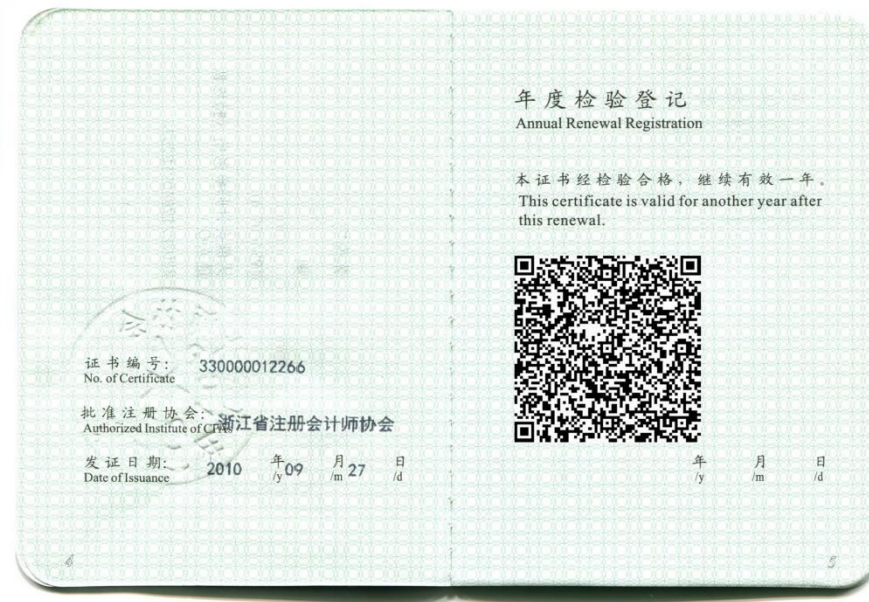 证书编号: 330000012266
No. of Certificate
批准注册协会: 浙江省注册会计师协会
Authorized Institute of CPAs
发证日期: 2010 年 09 月 27 日
Date of Issuance /y /m /d
4
年度检验登记
Annual Renewal Registration
本证书经检验合格，继续有效一年。
This certificate is valid for another year after
this renewal.
年 月 日
/y /m /d
5